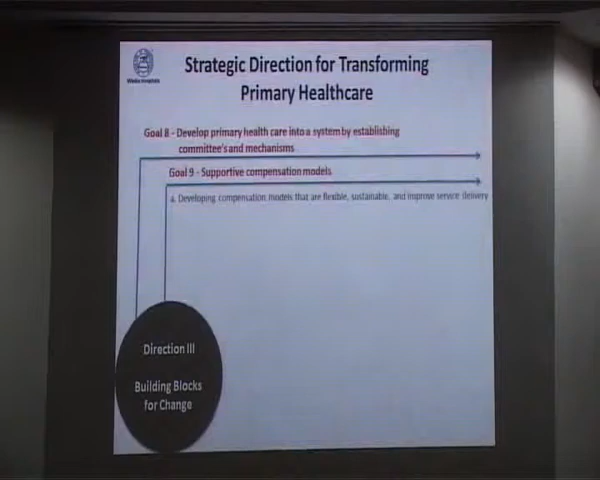 Strategic Direction for Transforming
Primary Healthcare
Goal 8 - Develop primary health care into a system by establishing
committee's and mechanisms
Goal 9 - Supportive compensation models
a. Developing compensation models that are flexible, sustainable, and improve service delivery
Direction III
Building Blocks
for Change